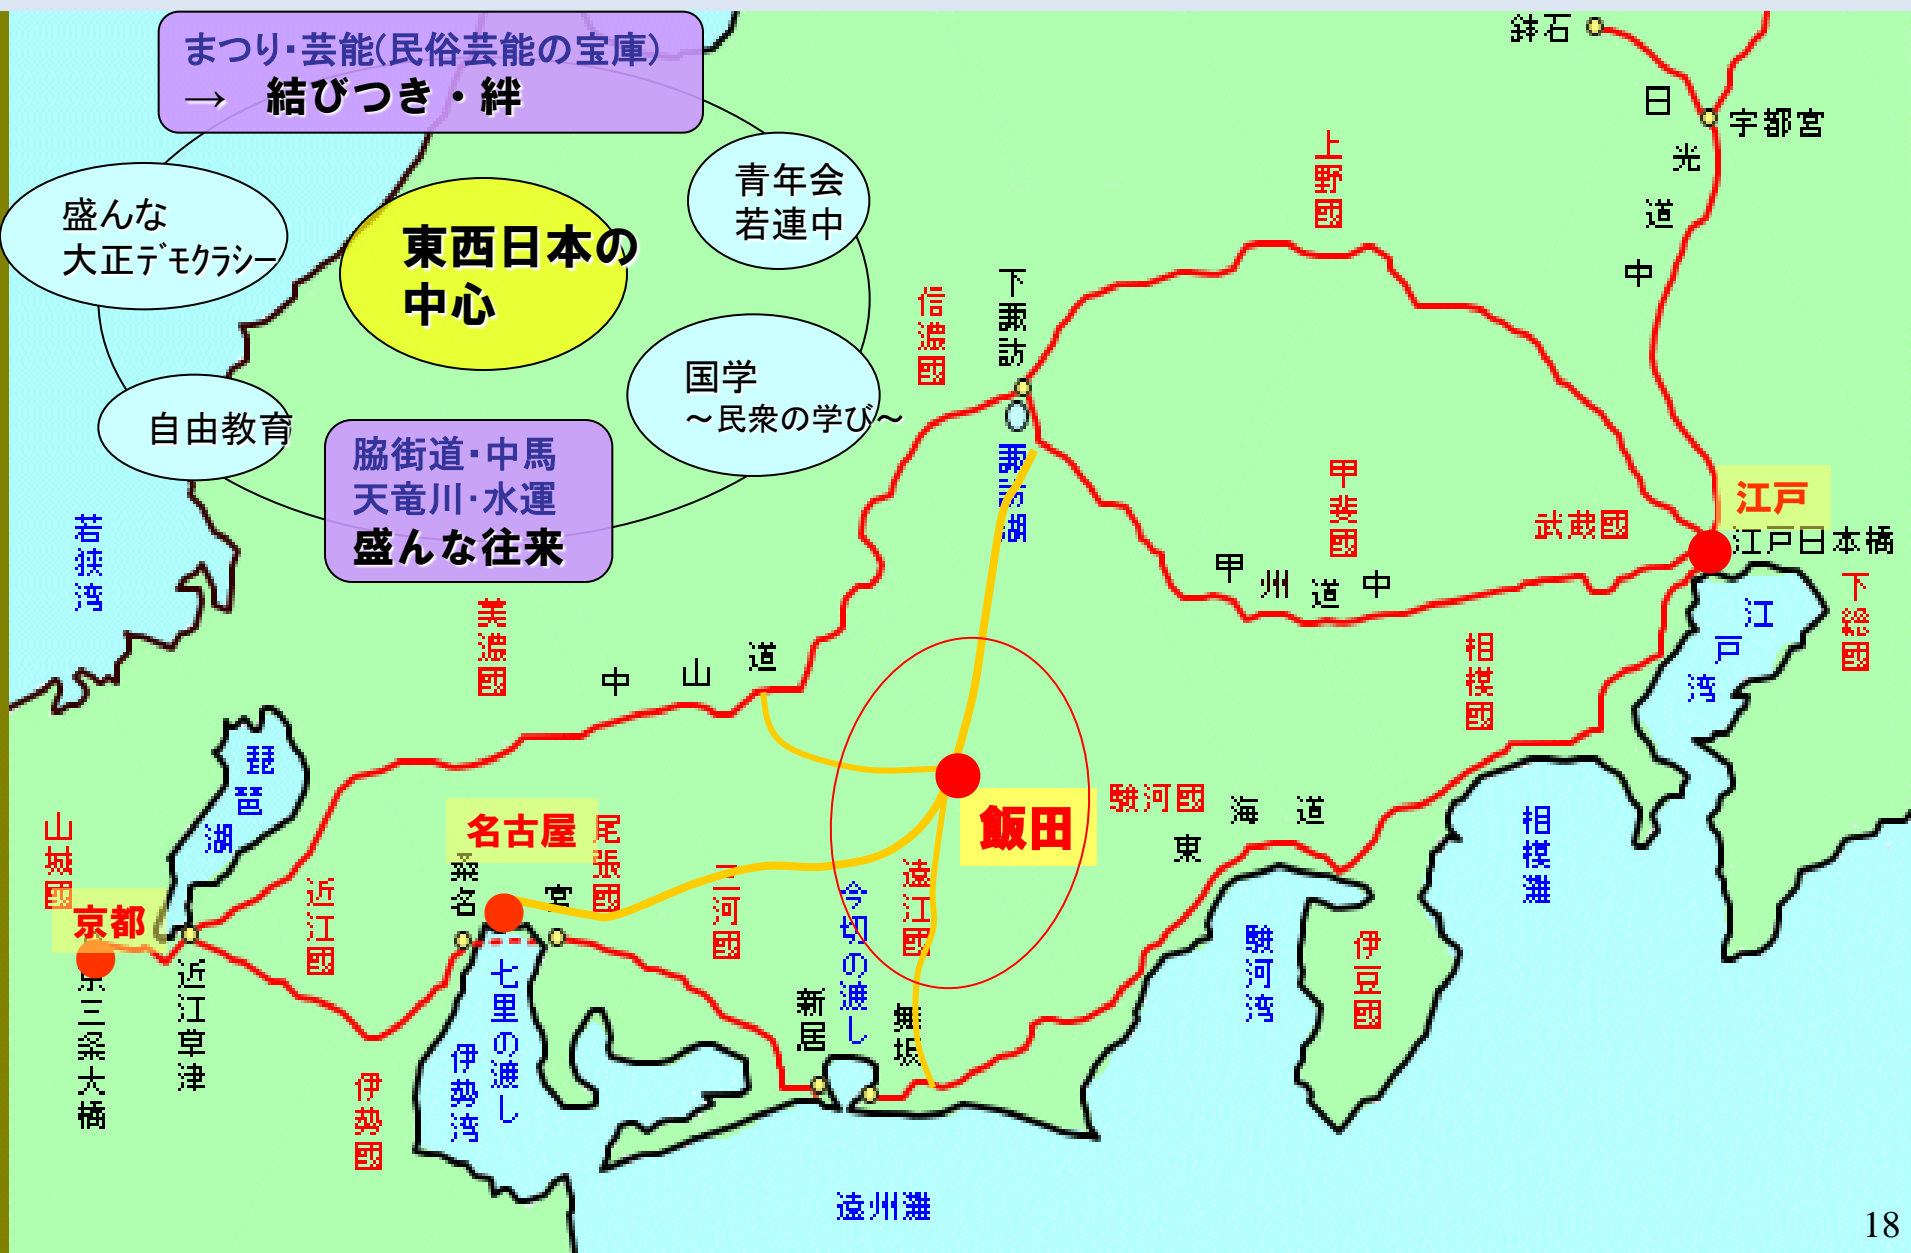 まつり・芸能(民俗芸能の宝庫)
→　結びつき・絆
盛んな
大正ﾃﾞﾓｸﾗｼｰ
東西日本の
中心
青年会
若連中
国学
～民衆の学び～
自由教育
脇街道・中馬
天竜川・水運
盛んな往来
鉢石
日光道中
宇都宮
上野國
信濃國
下諏訪
諏訪湖
甲斐國
武蔵國
江戸
江戸日本橋
下総國
江戸湾
甲州道中
相模國
若狭湾
美濃國
中山道
琵琶湖
山城國
京都
京三条大橋
近江國
近江草津
名古屋
桑名
宮
尾張國
飯田
駿河國
東海道
三河國
今切の渡し
遠江國
新居
舞坂
七里の渡し
伊勢湾
伊勢國
駿河湾
伊豆國
相模灘
遠州灘
18